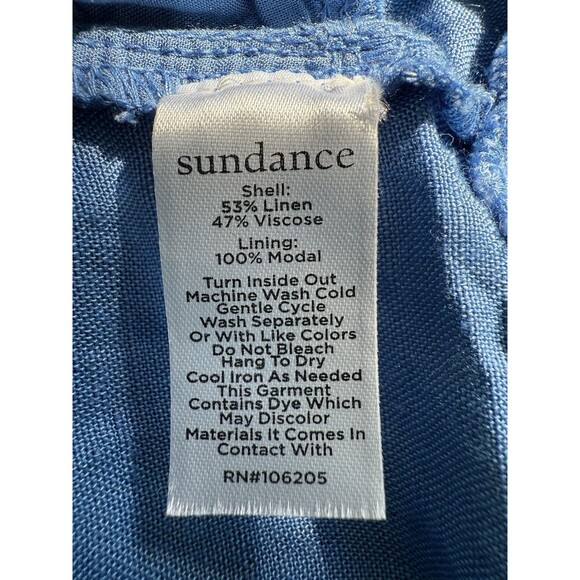 sundance
Shell:
53% Linen
47% Viscose
Lining:
100% Modal
Turn Inside Out
Machine Wash Cold
Gentle Cycle
Wash Separately
Or With Like Colors
Do Not Bleach
Hang To Dry
Cool Iron As Needed
This Garment
Contains Dye Which
May Discolor
Materials It Comes In
Contact With
RN#106205